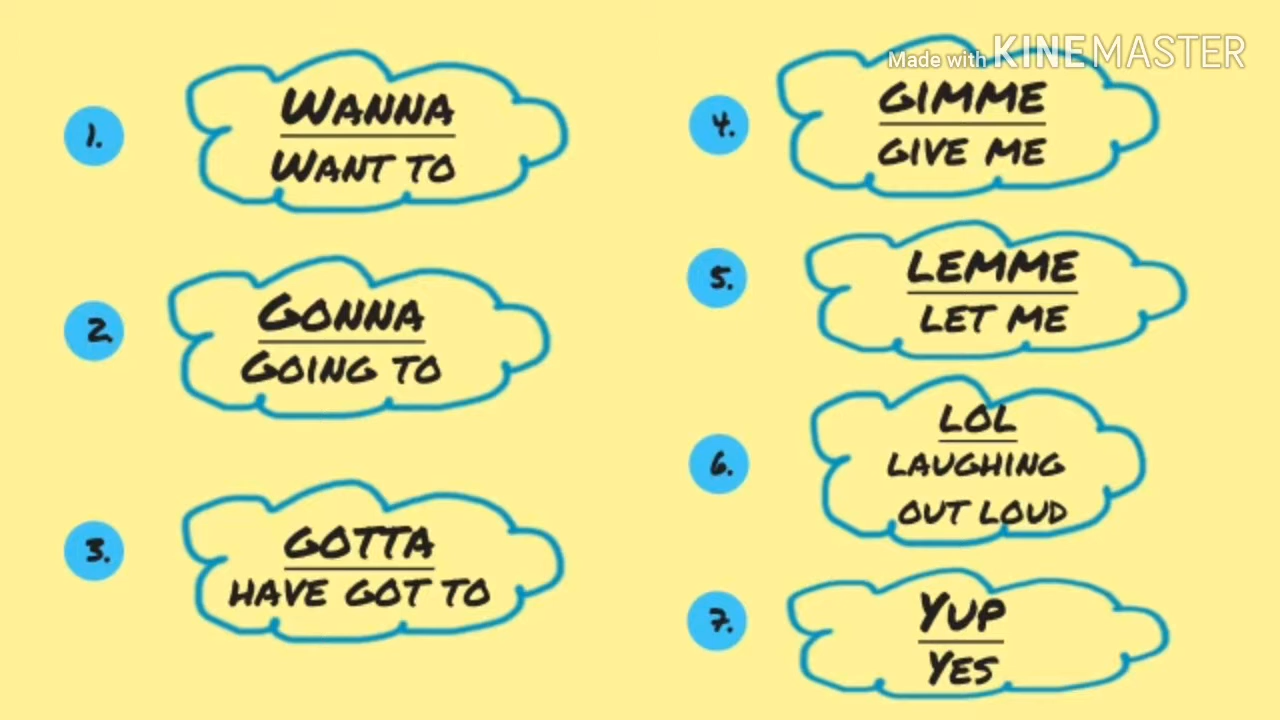 1.
WANNA
WANT TO
2.
GONNA
GOING TO
3.
GOTTA
HAVE GOT TO
Made with KINEMASTER
4.
GIMME
GIVE ME
5.
LEMME
LET ME
6.
LOL
LAUGHING
OUT LOUD
7.
YUP
YES